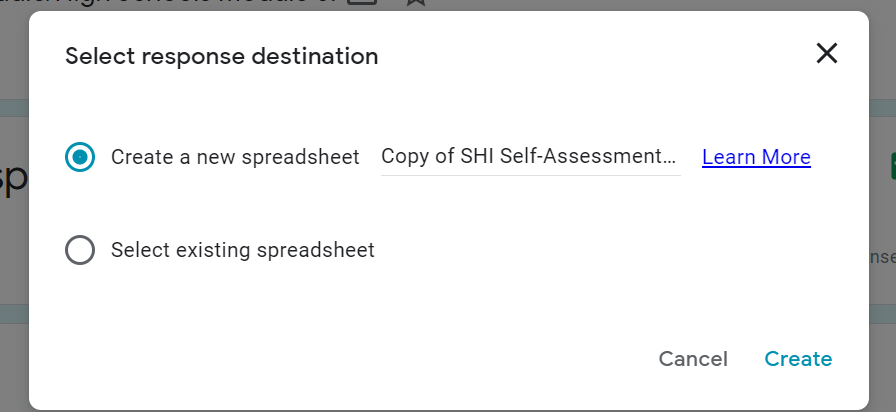 Select response destination
Create a new spreadsheet Copy of SHI Self-Assessment... Learn More
Select existing spreadsheet
Cancel Create